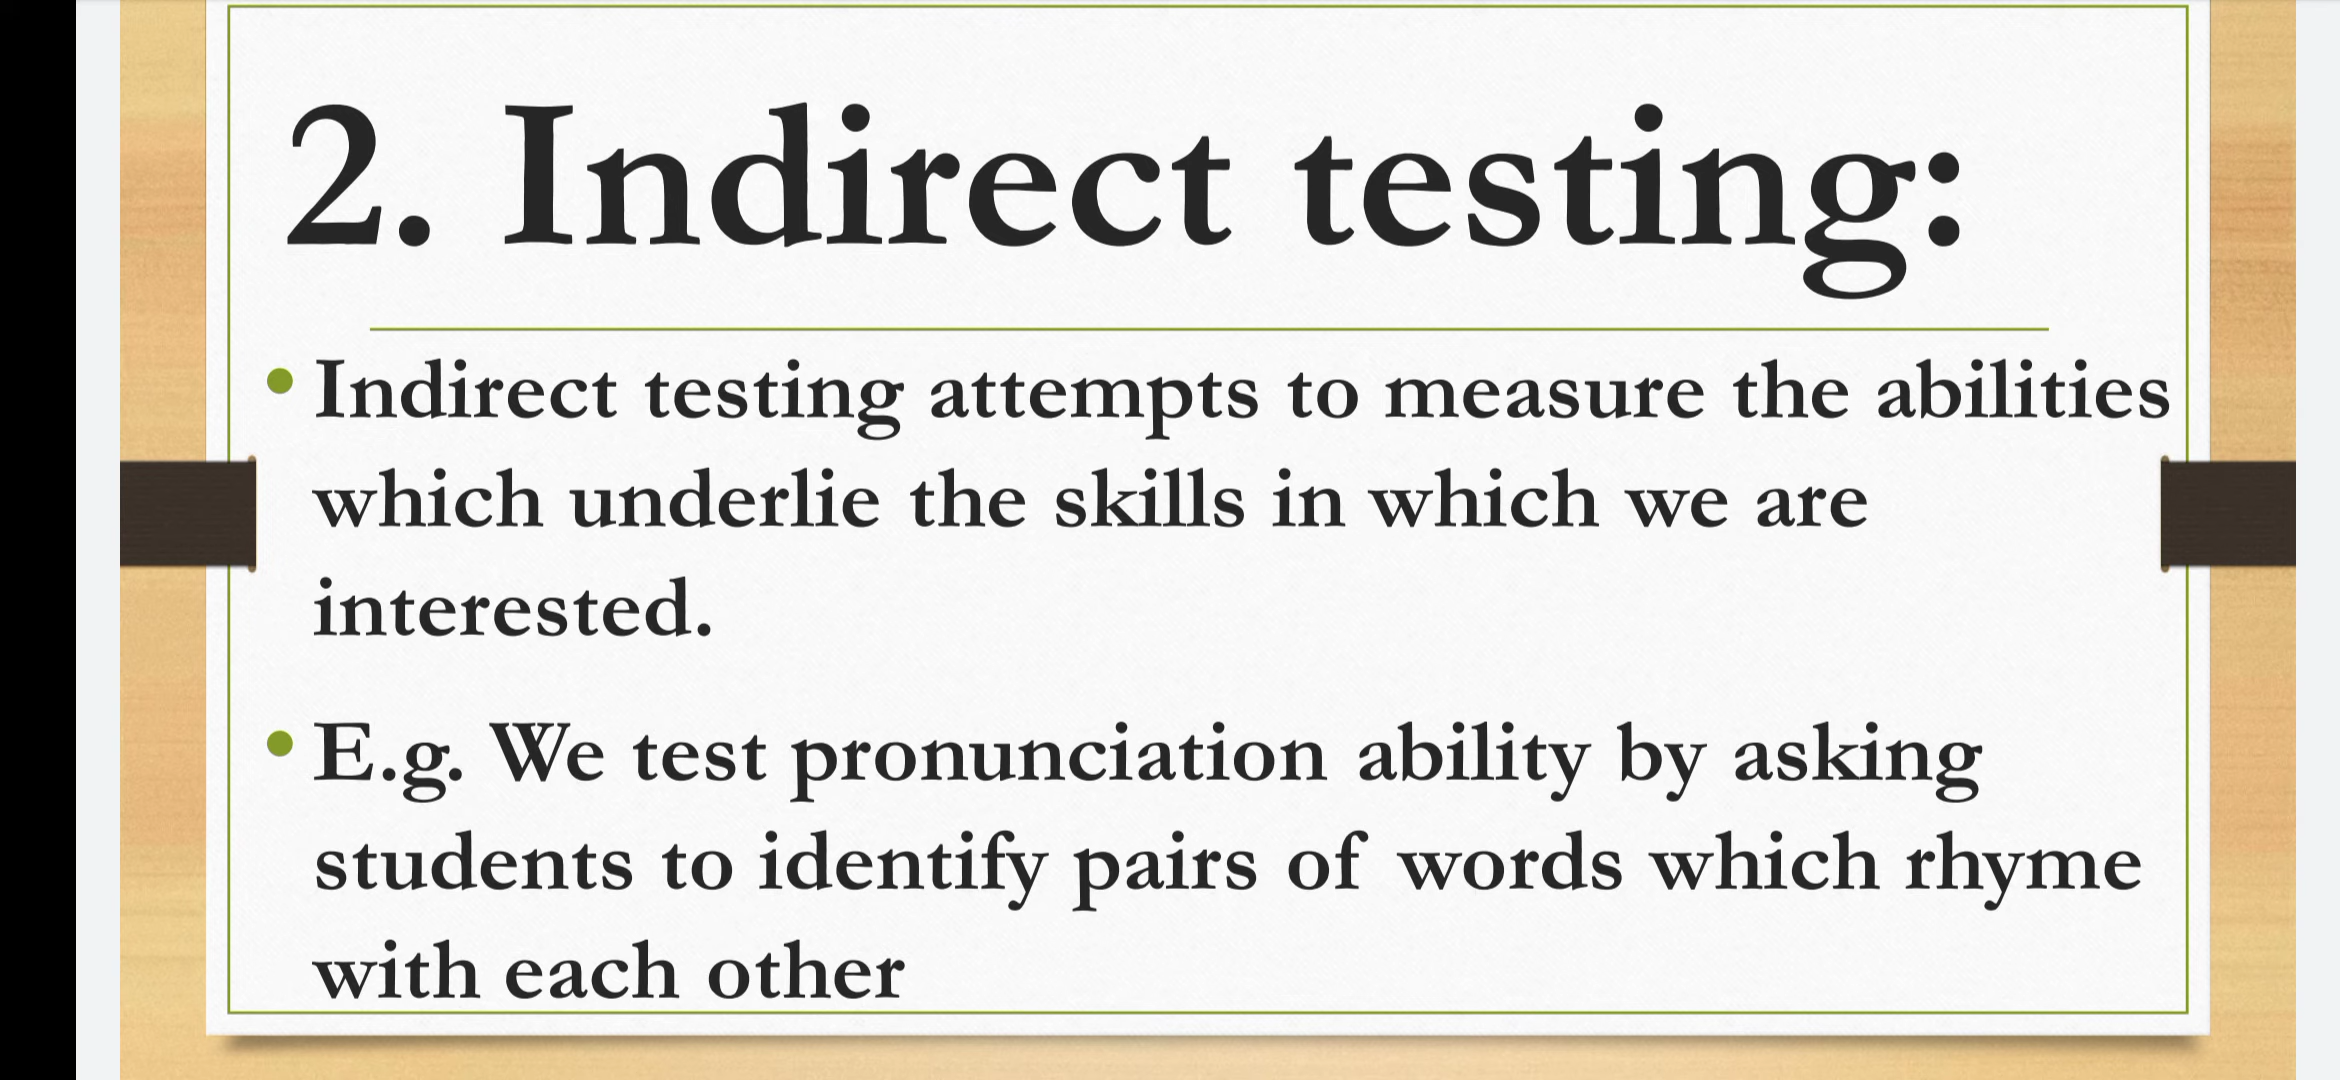 2. Indirect testing:
Indirect testing attempts to measure the abilities
which underlie the skills in which we are
interested.
E.g. We test pronunciation ability by asking
students to identify pairs of words which rhyme
with each other